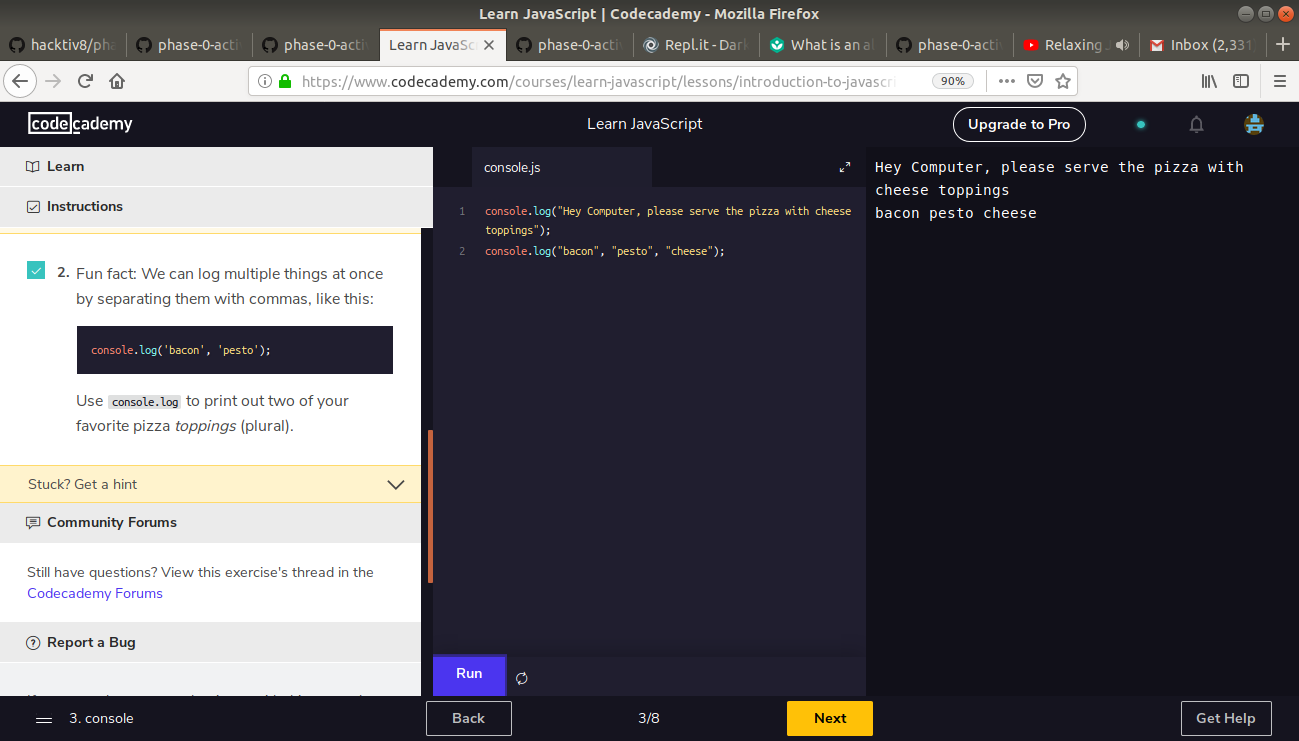 Learn JavaScript | Codecademy - Mozilla Firefox
hacktiv8/pha
phase-0-acti
phase-0-acti
Learn JavaSc
phase-0-acti
Repl.it - Dark
What is an al
phase-0-acti
Relaxing
Inbox (2,331
https://www.codecademy.com/courses/learn-javascript/lessons/introduction-to-javascri
90%
codecademy
Learn JavaScript
Upgrade to Pro
Learn
Instructions
2. Fun fact: We can log multiple things at once
by separating them with commas, like this:
console.log('bacon', 'pesto');
Use console.log to print out two of your
favorite pizza toppings (plural).
Stuck? Get a hint
Community Forums
Still have questions? View this exercise's thread in the
Codecademy Forums
Report a Bug
console.js
1 console.log("Hey Computer, please serve the pizza with cheese
toppings");
2 console.log("bacon", "pesto", "cheese");
Run
Hey Computer, please serve the pizza with
cheese toppings
bacon pesto cheese
3. console
Back
3/8
Next
Get Help